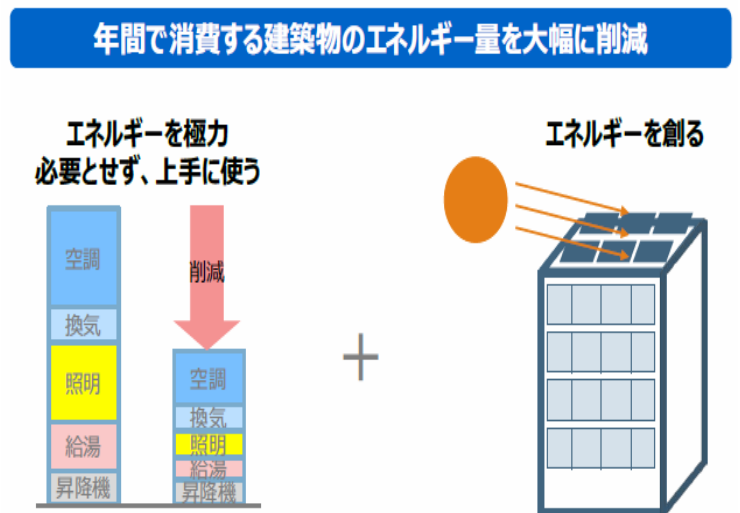 年間で消費する建築物のエネルギー量を大幅に削減
エネルギーを極力
必要とせず、上手に使う
エネルギーを創る
空調
換気
照明
給湯
昇降機
削減
空調
換気
照明
給湯
昇降機